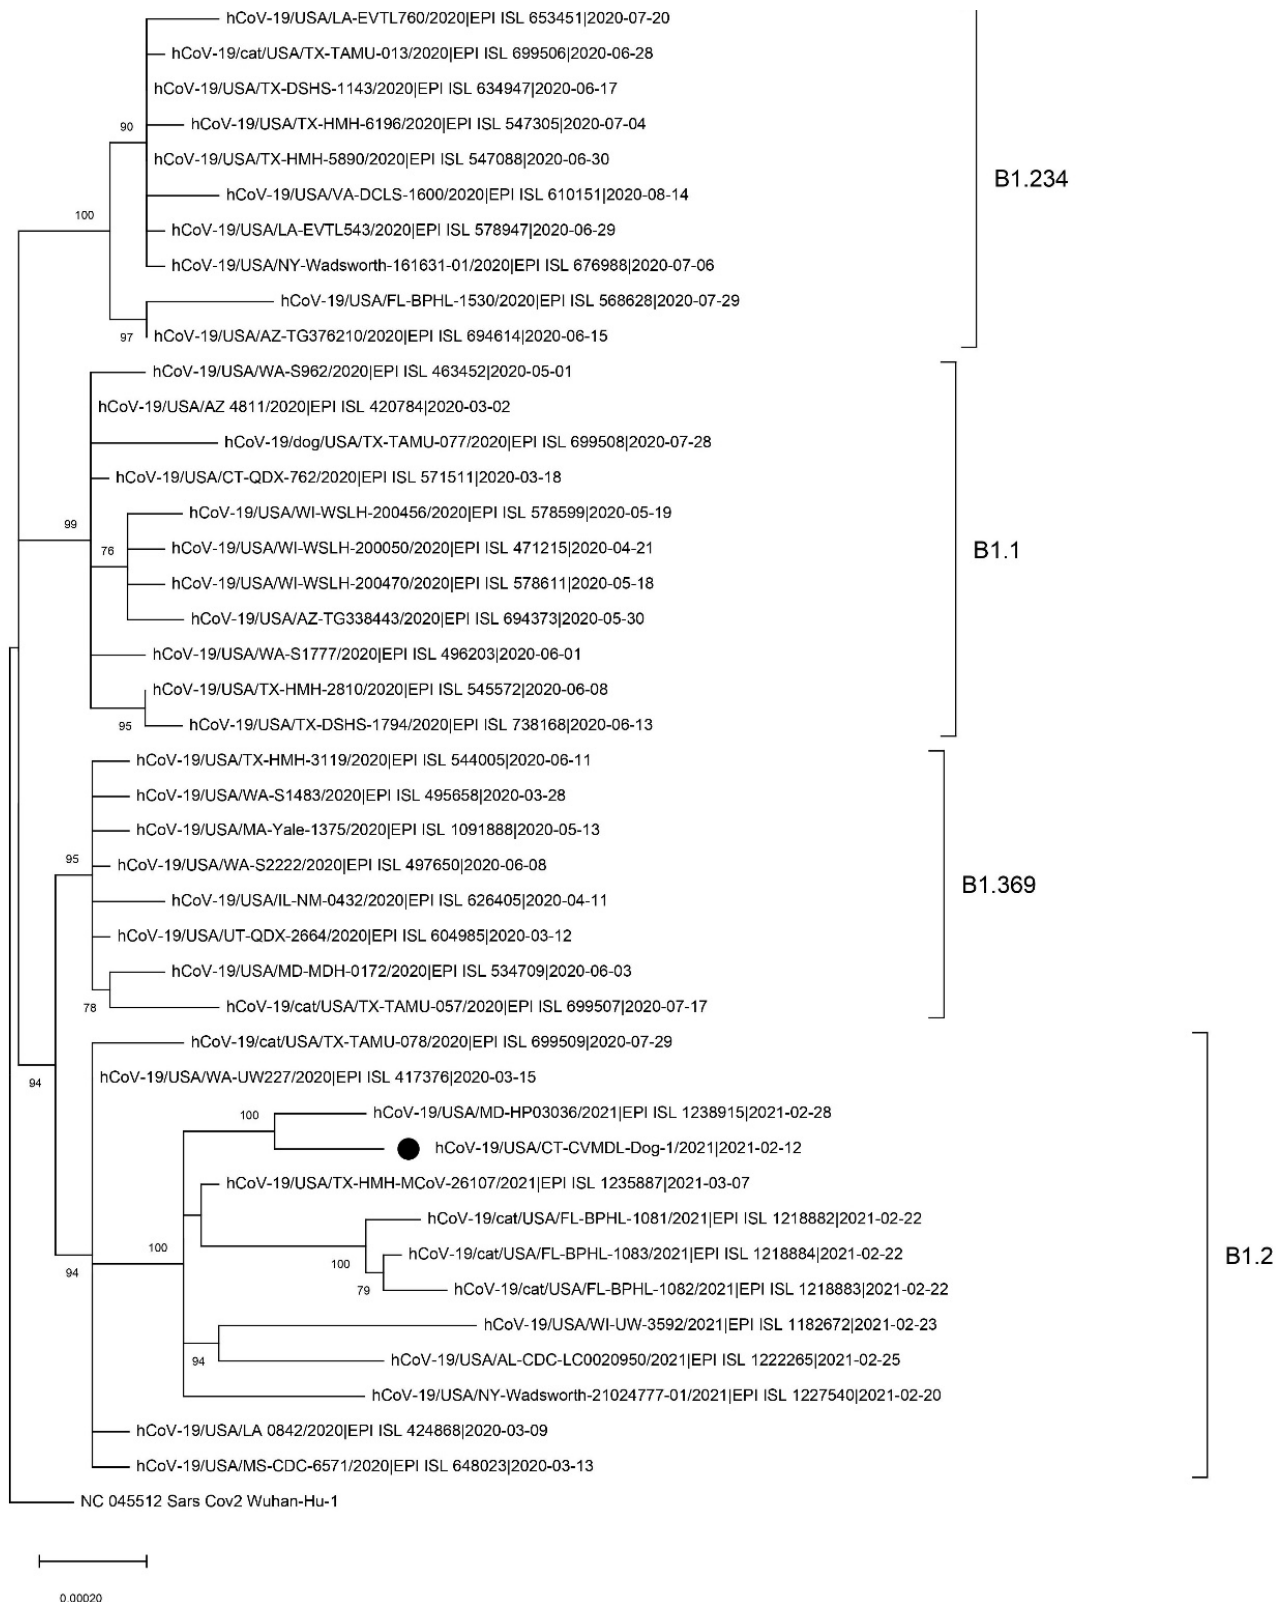 hCoV-19/USA/LA-EVTL760/2020|EPI ISL 653451|2020-07-20
hCoV-19/cat/USA/TX-TAMU-013/2020|EPI ISL 699506|2020-06-28
hCoV-19/USA/TX-DSHS-1143/2020|EPI ISL 634947|2020-06-17
90
hCoV-19/USA/TX-HMH-6196/2020|EPI ISL 547305|2020-07-04
hCoV-19/USA/TX-HMH-5890/2020|EPI ISL 547088|2020-06-30
B1.234
hCoV-19/USA/VA-DCLS-1600/2020|EPI ISL 610151|2020-08-14
100
hCoV-19/USA/LA-EVTL543/2020|EPI ISL 578947|2020-06-29
hCoV-19/USA/NY-Wadsworth-161631-01/2020|EPI ISL 676988|2020-07-06
hCoV-19/USA/FL-BPHL-1530/2020|EPI ISL 568628|2020-07-29
97
hCoV-19/USA/AZ-TG376210/2020|EPI ISL 694614|2020-06-15
hCoV-19/USA/WA-S962/2020|EPI ISL 463452|2020-05-01
hCoV-19/USA/AZ 4811/2020|EPI ISL 420784|2020-03-02
hCoV-19/dog/USA/TX-TAMU-077/2020|EPI ISL 699508|2020-07-28
hCoV-19/USA/CT-QDX-762/2020|EPI ISL 571511|2020-03-18
hCoV-19/USA/WI-WSLH-200456/2020|EPI ISL 578599|2020-05-19
99
76
hCoV-19/USA/WI-WSLH-200050/2020|EPI ISL 471215|2020-04-21
B1.1
hCoV-19/USA/WI-WSLH-200470/2020|EPI ISL 578611|2020-05-18
hCoV-19/USA/AZ-TG338443/2020|EPI ISL 694373|2020-05-30
hCoV-19/USA/WA-S1777/2020|EPI ISL 496203|2020-06-01
hCoV-19/USA/TX-HMH-2810/2020|EPI ISL 545572|2020-06-08
95
hCoV-19/USA/TX-DSHS-1794/2020|EPI ISL 738168|2020-06-13
hCoV-19/USA/TX-HMH-3119/2020|EPI ISL 544005|2020-06-11
hCoV-19/USA/WA-S1483/2020|EPI ISL 495658|2020-03-28
hCoV-19/USA/MA-Yale-1375/2020|EPI ISL 1091888|2020-05-13
95
hCoV-19/USA/WA-S2222/2020|EPI ISL 497650|2020-06-08
B1.369
hCoV-19/USA/IL-NM-0432/2020|EPI ISL 626405|2020-04-11
hCoV-19/USA/UT-QDX-2664/2020|EPI ISL 604985|2020-03-12
hCoV-19/USA/MD-MDH-0172/2020|EPI ISL 534709|2020-06-03
78
hCoV-19/cat/USA/TX-TAMU-057/2020|EPI ISL 699507|2020-07-17
hCoV-19/cat/USA/TX-TAMU-078/2020|EPI ISL 699509|2020-07-29
94
hCoV-19/USA/WA-UW227/2020|EPI ISL 417376|2020-03-15
100
hCoV-19/USA/MD-HP03036/2021|EPI ISL 1238915|2021-02-28
hCoV-19/USA/CT-CVMDL-Dog-1/2021|2021-02-12
hCoV-19/USA/TX-HMH-MCoV-26107/2021|EPI ISL 1235887|2021-03-07
hCoV-19/cat/USA/FL-BPHL-1081/2021|EPI ISL 1218882|2021-02-22
100
hCoV-19/cat/USA/FL-BPHL-1083/2021|EPI ISL 1218884|2021-02-22
B1.2
100
94
79
hCoV-19/cat/USA/FL-BPHL-1082/2021|EPI ISL 1218883|2021-02-22
hCoV-19/USA/WI-UW-3592/2021|EPI ISL 1182672|2021-02-23
94
hCoV-19/USA/AL-CDC-LC0020950/2021|EPI ISL 1222265|2021-02-25
hCoV-19/USA/NY-Wadsworth-21024777-01/2021|EPI ISL 1227540|2021-02-20
hCoV-19/USA/LA 0842/2020|EPI ISL 424868|2020-03-09
hCoV-19/USA/MS-CDC-6571/2020|EPI ISL 648023|2020-03-13
NC 045512 Sars Cov2 Wuhan-Hu-1
0.00020